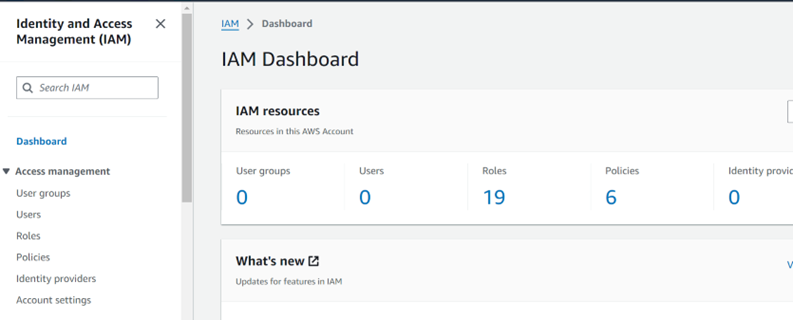 Identity and Access
Management (IAM)
Search IAM
Dashboard
Access management
User groups
Users
Roles
Policies
Identity providers
Account settings
IAM > Dashboard
IAM Dashboard
IAM resources
Resources in this AWS Account
User groups
0
Users
0
Roles
19
Policies
6
Identity
0
What's new
Updates for features in IAM